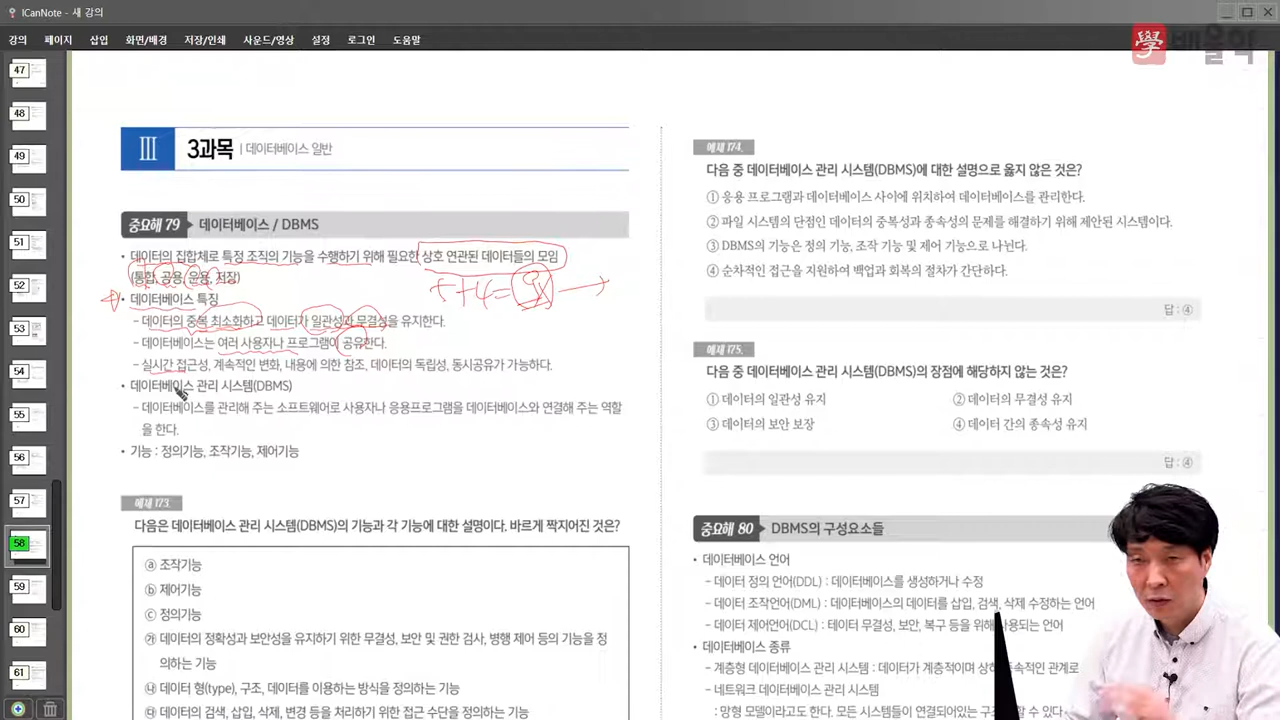 ICanNote - 새 강의
강의 페이지 삽입 화면/배경 저장/인쇄 사운드/영상 설정 로그인 도움말
學 배울학
47
48
49
50
51
52
53
54
55
56
57
58
59
60
61
Ⅲ 3과목 | 데이터베이스 일반
중요해 79 데이터베이스 / DBMS
• 데이터의 집합체로 특정 조직의 기능을 수행하기 위해 필요한 상호 연관된 데이터들의 모임
(통합, 공용, 운용, 저장)
5+4=9
• 데이터베이스 특징
- 데이터의 중복 최소화하고 데이터가 일관성과 무결성을 유지한다.
- 데이터베이스는 여러 사용자나 프로그램이 공유한다.
- 실시간 접근성, 계속적인 변화, 내용에 의한 참조, 데이터의 독립성, 동시공유가 가능하다.
• 데이터베이스 관리 시스템(DBMS)
- 데이터베이스를 관리해 주는 소프트웨어로 사용자나 응용프로그램을 데이터베이스와 연결해 주는 역할
을 한다.
• 기능 : 정의기능, 조작기능, 제어기능
예제 173.
다음은 데이터베이스 관리 시스템(DBMS)의 기능과 각 기능에 대한 설명이다. 바르게 짝지어진 것은?
ⓐ 조작기능
ⓑ 제어기능
ⓒ 정의기능
㉮ 데이터의 정확성과 보안성을 유지하기 위한 무결성, 보안 및 권한 검사, 병행 제어 등의 기능을 정
의하는 기능
㉯ 데이터 형(type), 구조, 데이터를 이용하는 방식을 정의하는 기능
㉰ 데이터의 검색, 삽입, 삭제, 변경 등을 처리하기 위한 접근 수단을 정의하는 기능
예제 174.
다음 중 데이터베이스 관리 시스템(DBMS)에 대한 설명으로 옳지 않은 것은?
① 응용 프로그램과 데이터베이스 사이에 위치하여 데이터베이스를 관리한다.
② 파일 시스템의 단점인 데이터의 중복성과 종속성의 문제를 해결하기 위해 제안된 시스템이다.
③ DBMS의 기능은 정의 기능, 조작 기능 및 제어 기능으로 나뉜다.
④ 순차적인 접근을 지원하여 백업과 회복의 절차가 간단하다.
답 : ④
예제 175.
다음 중 데이터베이스 관리 시스템(DBMS)의 장점에 해당하지 않는 것은?
① 데이터의 일관성 유지 ② 데이터의 무결성 유지
③ 데이터의 보안 보장 ④ 데이터 간의 종속성 유지
답 : ④
중요해 80 DBMS의 구성요소들
• 데이터베이스 언어
- 데이터 정의 언어(DDL) : 데이터베이스를 생성하거나 수정
- 데이터 조작언어(DML) : 데이터베이스의 데이터를 삽입, 검색, 삭제 수정하는 언어
- 데이터 제어언어(DCL) : 테이터 무결성, 보안, 복구 등을 위해 사용되는 언어
• 데이터베이스 종류
- 계층형 데이터베이스 관리 시스템 : 데이터가 계층적이며 상하 종속적인 관계로
- 네트워크 데이터베이스 관리 시스템
: 망형 모델이라고도 한다. 모든 시스템들이 연결되어있는 구조 할 수 있다